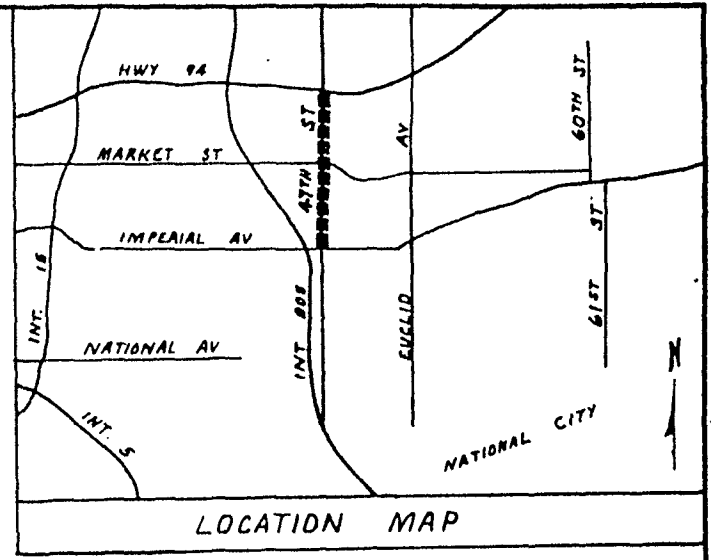 HWY 94
MARKET ST
47TH ST
AV
60TH ST
IMPERIAL AV
INT. 15
NATIONAL AV
INT 805
EUCLID
61ST ST.
N
INT. 5
NATIONAL CITY
LOCATION MAP